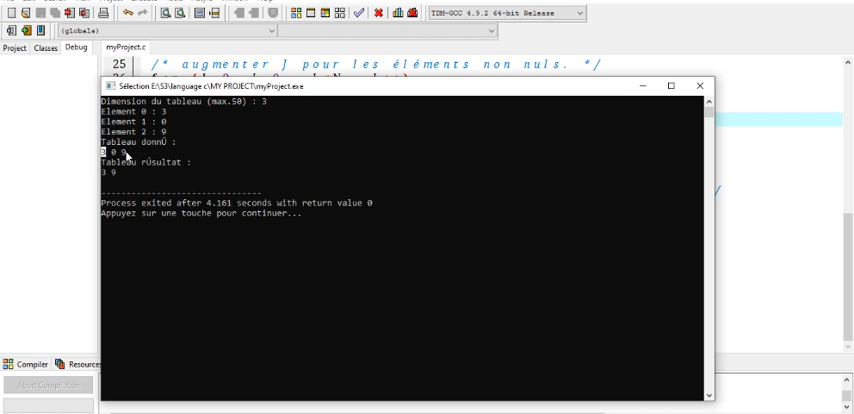 TDM-GCC 4.9.2 64-bit Release
(globals)
Project Classes Debug
myProject.c
25 /* augmenter J pour les éléments non nuls. */
Sélection E:\S3\language c\MY PROJECT\myProject.exe
Dimension du tableau (max.50) : 3
Element 0 : 3
Element 1 : 0
Element 2 : 9
Tableau donnÚ :
3 0 9
Tableau rÚsultat :
3 9
--------------------------------
Process exited after 4.161 seconds with return value 0
Appuyez sur une touche pour continuer...
*/
Compiler Resources
Abort Compilation